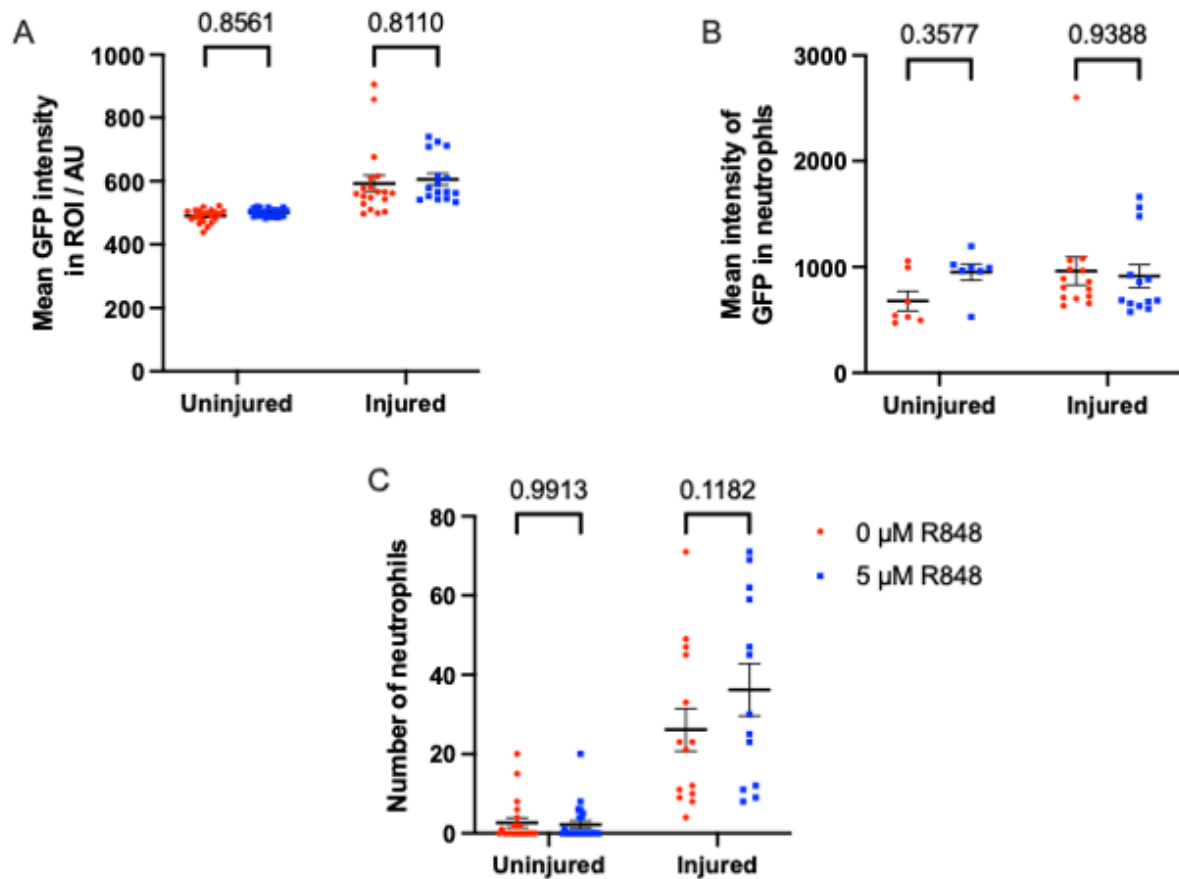 A
0.8561
0.8110
1000
800
600
400
200
0
Mean GFP intensity
in ROI / AU
Uninjured
Injured
B
0.3577
0.9388
3000
2000
1000
0
Mean intensity of
GFP in neutrophils
Uninjured
Injured
C
0.9913
0.1182
80
60
40
20
0
Number of neutrophils
Uninjured
Injured
0 µM R848
5 µM R848